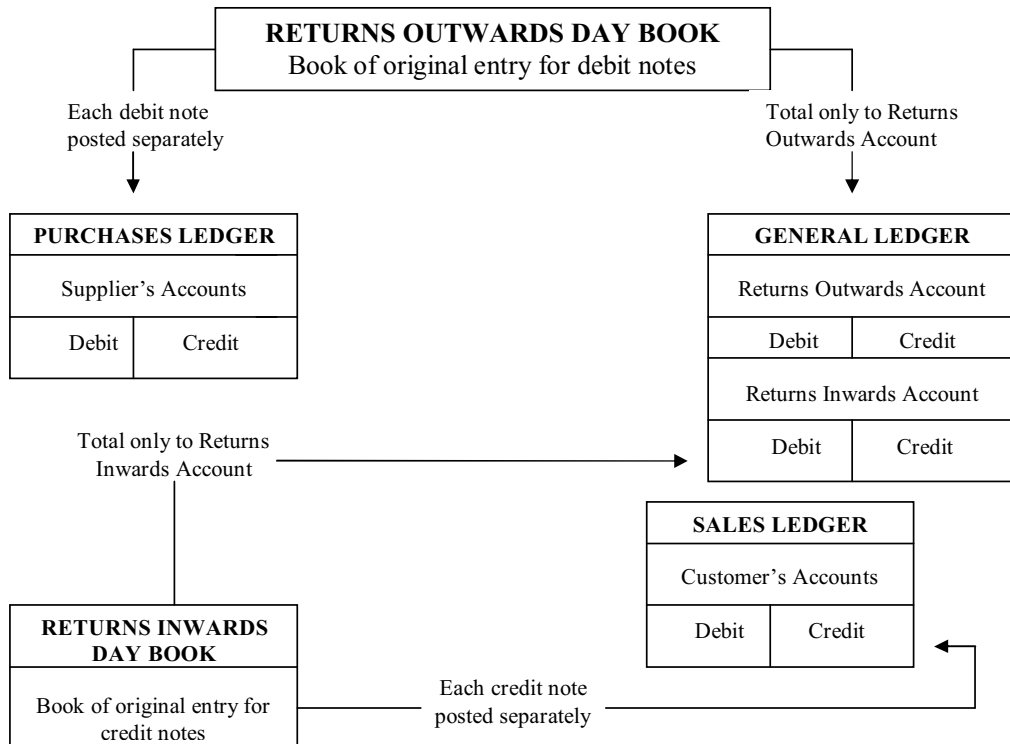 RETURNS OUTWARDS DAY BOOK
Book of original entry for debit notes
Each debit note
posted separately
Total only to Returns
Outwards Account
PURCHASES LEDGER
Supplier’s Accounts
Debit Credit
GENERAL LEDGER
Returns Outwards Account
Debit Credit
Returns Inwards Account
Debit Credit
Total only to Returns
Inwards Account
SALES LEDGER
Customer’s Accounts
Debit Credit
RETURNS INWARDS
DAY BOOK
Book of original entry for
credit notes
Each credit note
posted separately